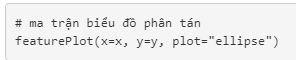 # ma trận biểu đồ phân tán
featurePlot(x=x, y=y, plot="ellipse")